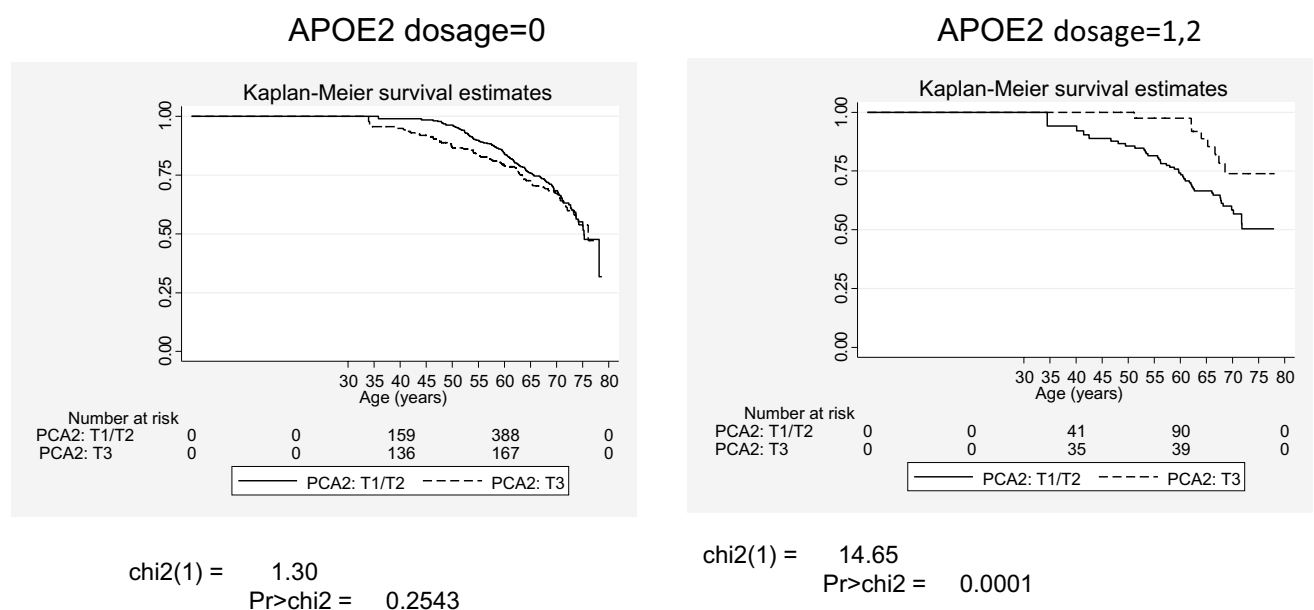 APOE2 dosage=0
Kaplan-Meier survival estimates
1.00
0.75
0.50
0.25
0.00
30 35 40 45 50 55 60 65 70 75 80
Age (years)
Number at risk
PCA2: T1/T2 0 0 159 388 0
PCA2: T3 0 0 136 167 0
PCA2: T1/T2 PCA2: T3
chi2(1) = 1.30
Pr>chi2 = 0.2543
APOE2 dosage=1,2
Kaplan-Meier survival estimates
1.00
0.75
0.50
0.25
0.00
30 35 40 45 50 55 60 65 70 75 80
Age (years)
Number at risk
PCA2: T1/T2 0 0 41 90 0
PCA2: T3 0 0 35 39 0
PCA2: T1/T2 PCA2: T3
chi2(1) = 14.65
Pr>chi2 = 0.0001